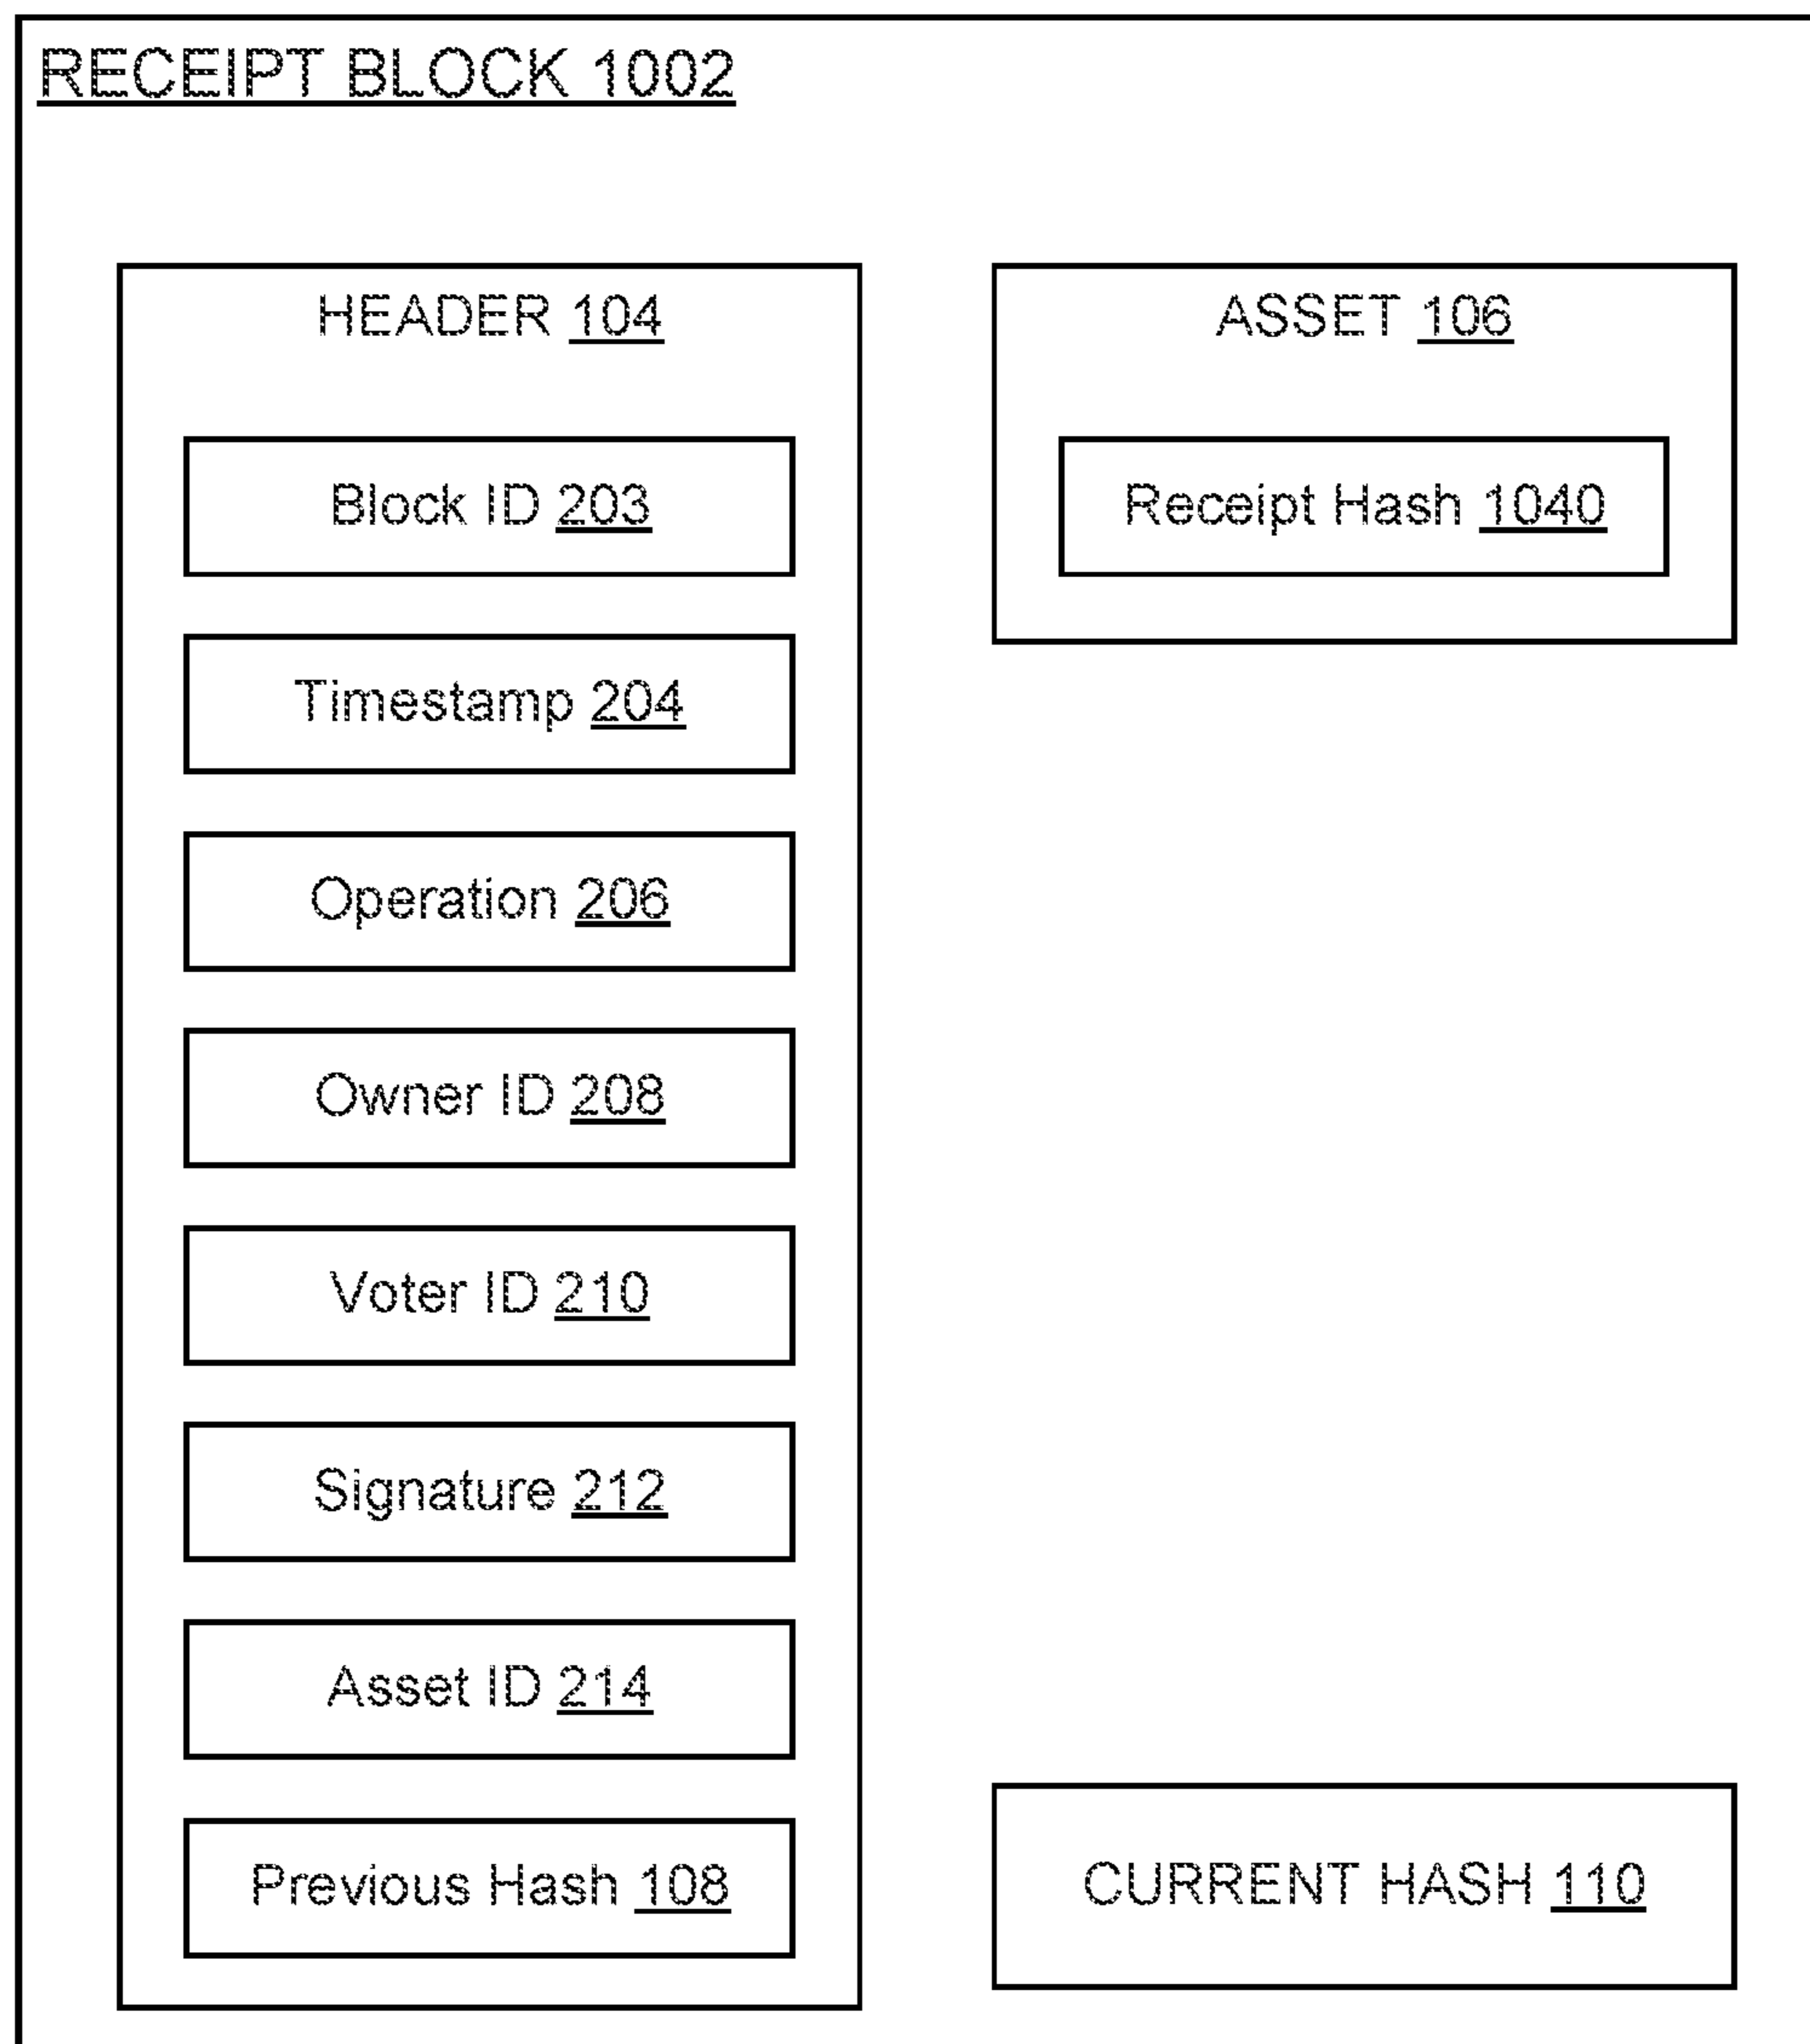 RECEIPT BLOCK 1002
HEADER 104
Block ID 203
Timestamp 204
Operation 206
Owner ID 208
Voter ID 210
Signature 212
Asset ID 214
Previous Hash 108
ASSET 106
Receipt Hash 1040
CURRENT HASH 110